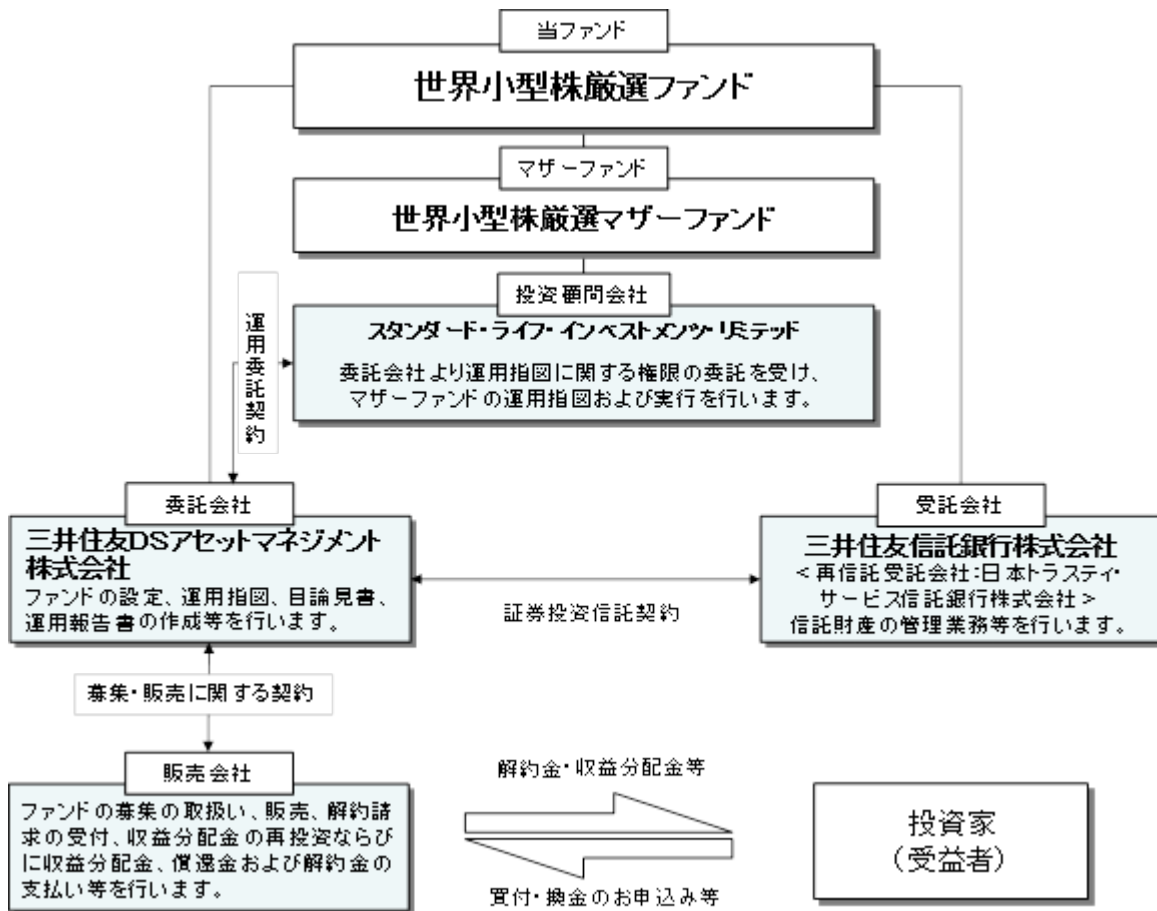 当ファンド
世界小型株厳選ファンド
マザーファンド
世界小型株厳選マザーファンド
投資顧問会社
スタンダード・ライフ・インベストメンツ・リミテッド
委託会社より運用指図に関する権限の委託を受け、
マザーファンドの運用指図および実行を行います。
運用委託契約
委託会社
三井住友DSアセットマネジメント
株式会社
ファンドの設定、運用指図、目論見書、
運用報告書の作成等を行います。
証券投資信託契約
受託会社
三井住友信託銀行株式会社
<再信託受託会社:日本トラスティ・
サービス信託銀行株式会社>
信託財産の管理業務等を行います。
募集・販売に関する契約
販売会社
ファンドの募集の取扱い、販売、解約請
求の受付、収益分配金の再投資ならび
に収益分配金、償還金および解約金の
支払い等を行います。
解約金・収益分配金等
買付・換金のお申込み等
投資家
(受益者)